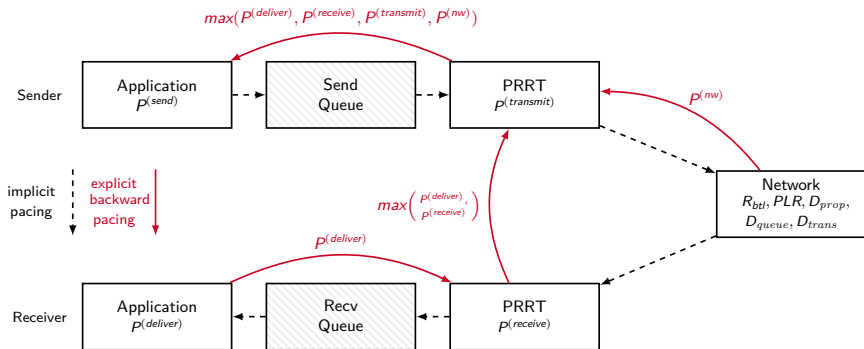 max(P^(deliver), P^(receive), P^(transmit), P^(nw))
Sender
Application
P^(send)
Send
Queue
PRRT
P^(transmit)
P^(nw)
implicit
pacing
explicit
backward
pacing
max(P^(deliver),
P^(receive))
Network
R_btl, PLR, D_prop,
D_queue, D_trans
P^(deliver)
Receiver
Application
P^(deliver)
Recv
Queue
PRRT
P^(receive)